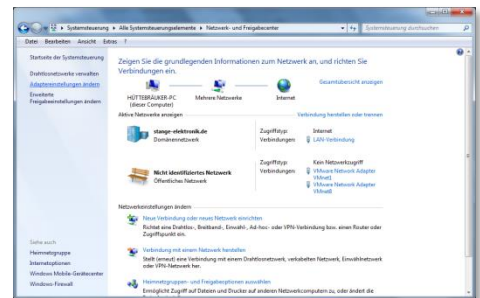 Systemsteuerung ▸ Alle Systemsteuerungselemente ▸ Netzwerk- und Freigabecenter
Systemsteuerung durchsuchen
Datei Bearbeiten Ansicht Extras ?
Startseite der Systemsteuerung
Drahtlosnetzwerke verwalten
Adaptereinstellungen ändern
Erweiterte
Freigabeeinstellungen ändern
Zeigen Sie die grundlegenden Informationen zum Netzwerk an, und richten Sie
Verbindungen ein.
Gesamtübersicht anzeigen
HÜTTEBRÄUKER-PC Mehrere Netzwerke Internet
(dieser Computer)
Aktive Netzwerke anzeigen Verbindung herstellen oder trennen
stange-elektronik.de Zugriffstyp: Internet
Domänennetzwerk Verbindungen: LAN-Verbindung
Zugriffstyp: Kein Netzwerkzugriff
Nicht identifiziertes Netzwerk Verbindungen: VMware Network Adapter
Öffentliches Netzwerk VMnet1
VMware Network Adapter
VMnet8
Netzwerkeinstellungen ändern
Neue Verbindung oder neues Netzwerk einrichten
Richtet eine Drahtlos-, Breitband-, Einwähl-, Ad-hoc- oder VPN-Verbindung bzw. einen Router oder
Zugriffspunkt ein.
Verbindung mit einem Netzwerk herstellen
Stellt (erneut) eine Verbindung mit einem Drahtlosnetzwerk, verkabelten Netzwerk, Einwählnetzwerk
oder VPN-Netzwerk her.
Heimnetzgruppen- und Freigabeoptionen auswählen
Ermöglicht Zugriff auf Dateien und Drucker auf anderen Netzwerkcomputern zu, oder ändert die
Siehe auch
Heimnetzgruppe
Internetoptionen
Windows Mobile-Gerätecenter
Windows-Firewall